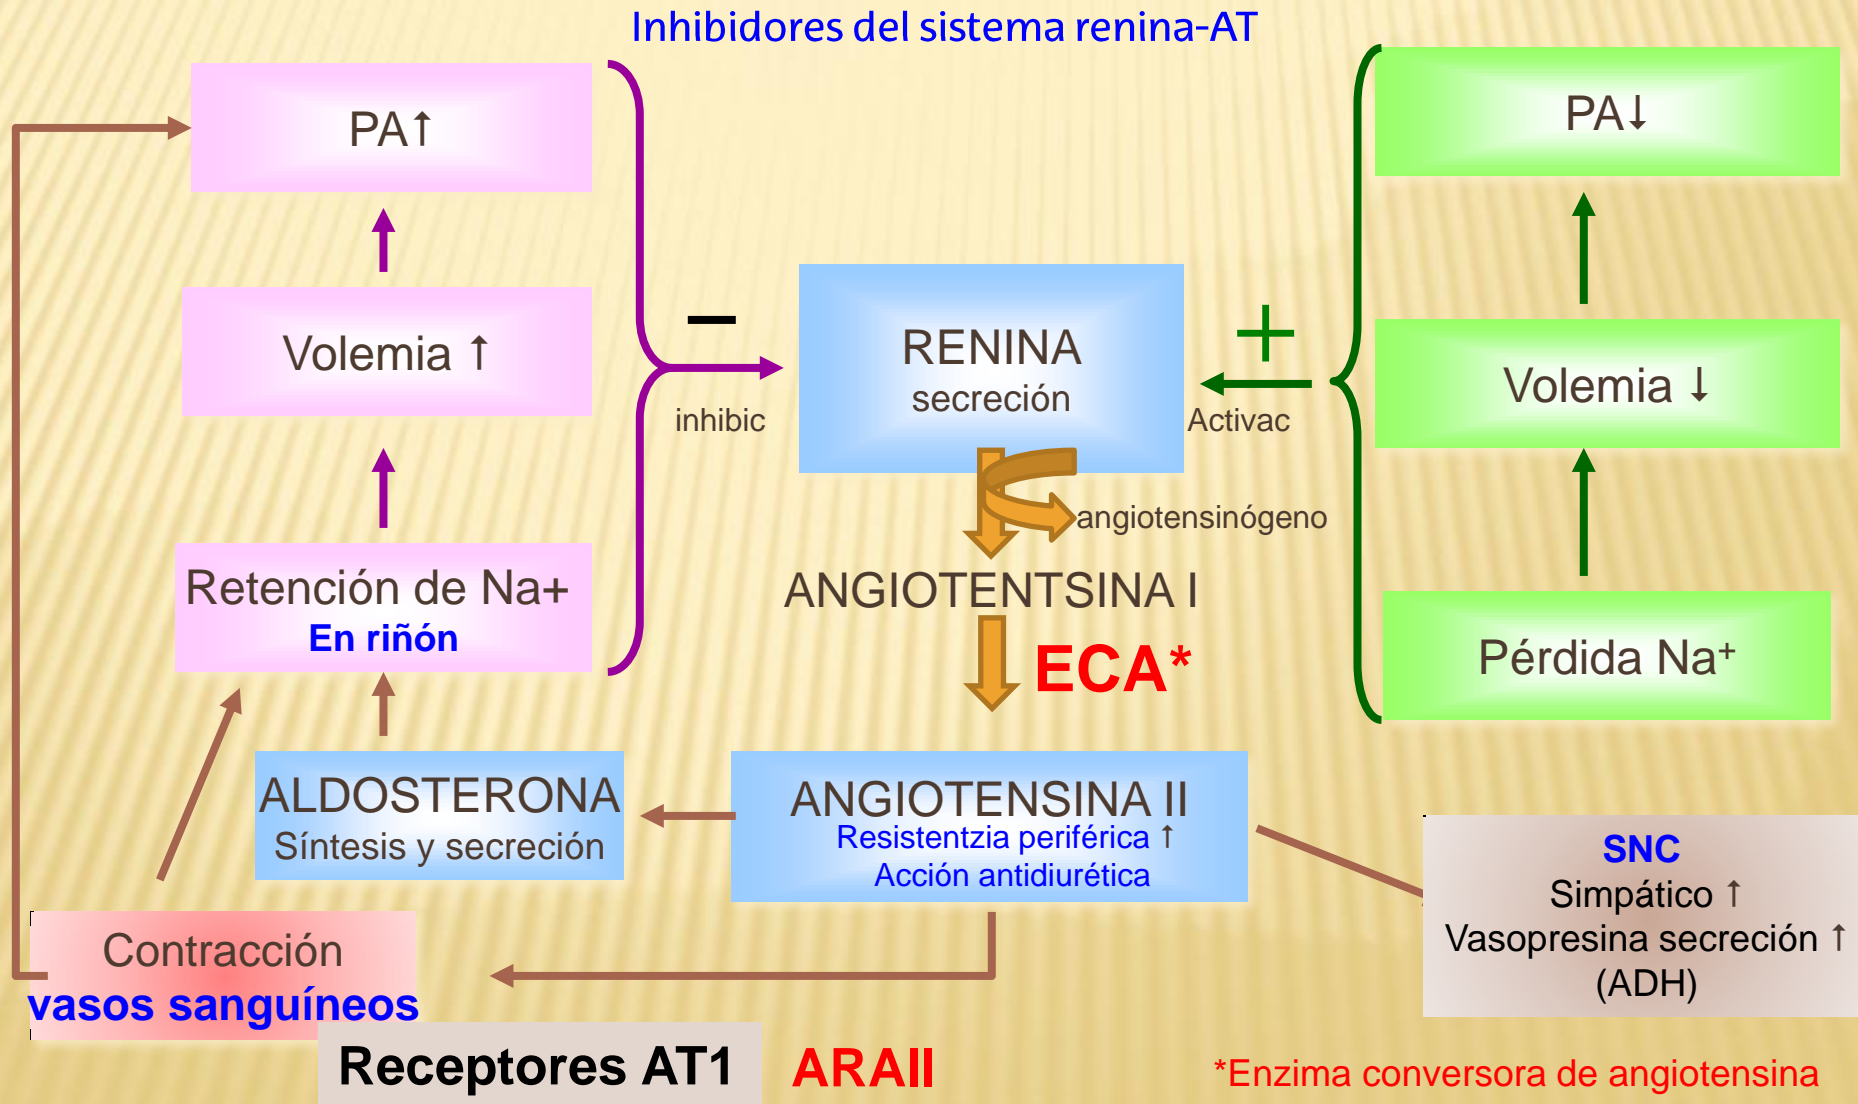 Inhibidores del sistema renina-AT
PA↑
Volemia ↑
Retención de Na+
En riñón
−
inhibic
RENINA
secreción
+
Activac
PA↓
Volemia ↓
Pérdida Na⁺
angiotensinógeno
ANGIOTENTSINA I
ECA*
ALDOSTERONA
Síntesis y secreción
ANGIOTENSINA II
Resistentzia periférica ↑
Acción antidiurética
SNC
Simpático ↑
Vasopresina secreción ↑
(ADH)
Contracción
vasos sanguíneos
Receptores AT1
ARAII
*Enzima conversora de angiotensina